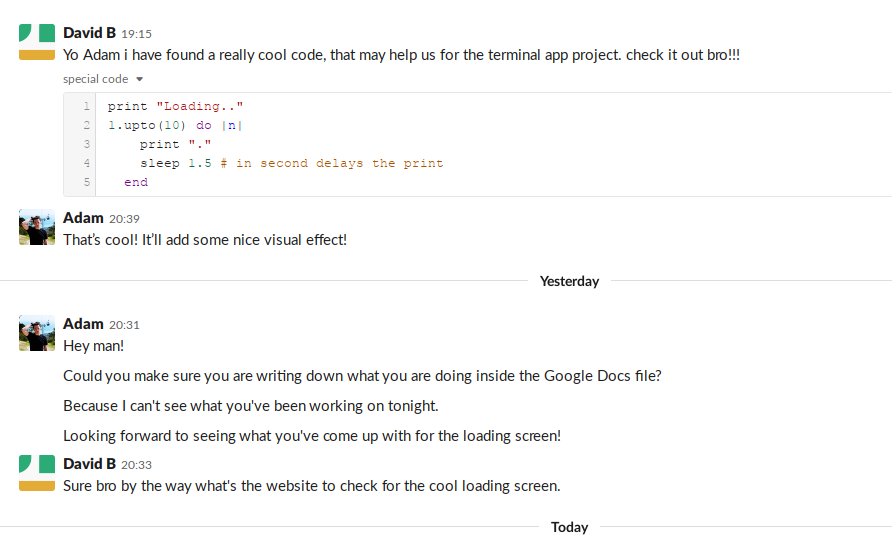 David B 19:15
Yo Adam i have found a really cool code, that may help us for the terminal app project. check it out bro!!!
special code
1 print "Loading.."
2 1.upto(10) do |n|
3 print "."
4 sleep 1.5 # in second delays the print
5 end
Adam 20:39
That's cool! It'll add some nice visual effect!
Yesterday
Adam 20:31
Hey man!
Could you make sure you are writing down what you are doing inside the Google Docs file?
Because I can't see what you've been working on tonight.
Looking forward to seeing what you've come up with for the loading screen!
David B 20:33
Sure bro by the way what's the website to check for the cool loading screen.
Today